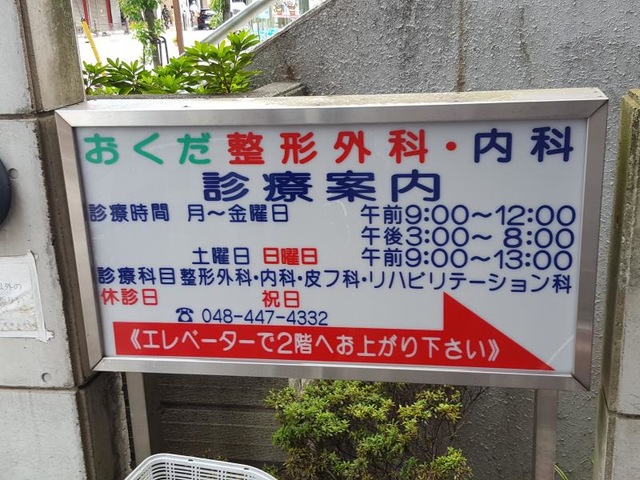 おくだ整形外科・内科
診療案内
診療時間 月～金曜日 午前9:00～12:00
午後3:00～ 8:00
土曜日 日曜日 午前9:00～13:00
診療科目整形外科・内科・皮フ科・リハビリテーション科
休診日 祝日
☎ 048-447-4332
《エレベーターで2階へお上がり下さい》